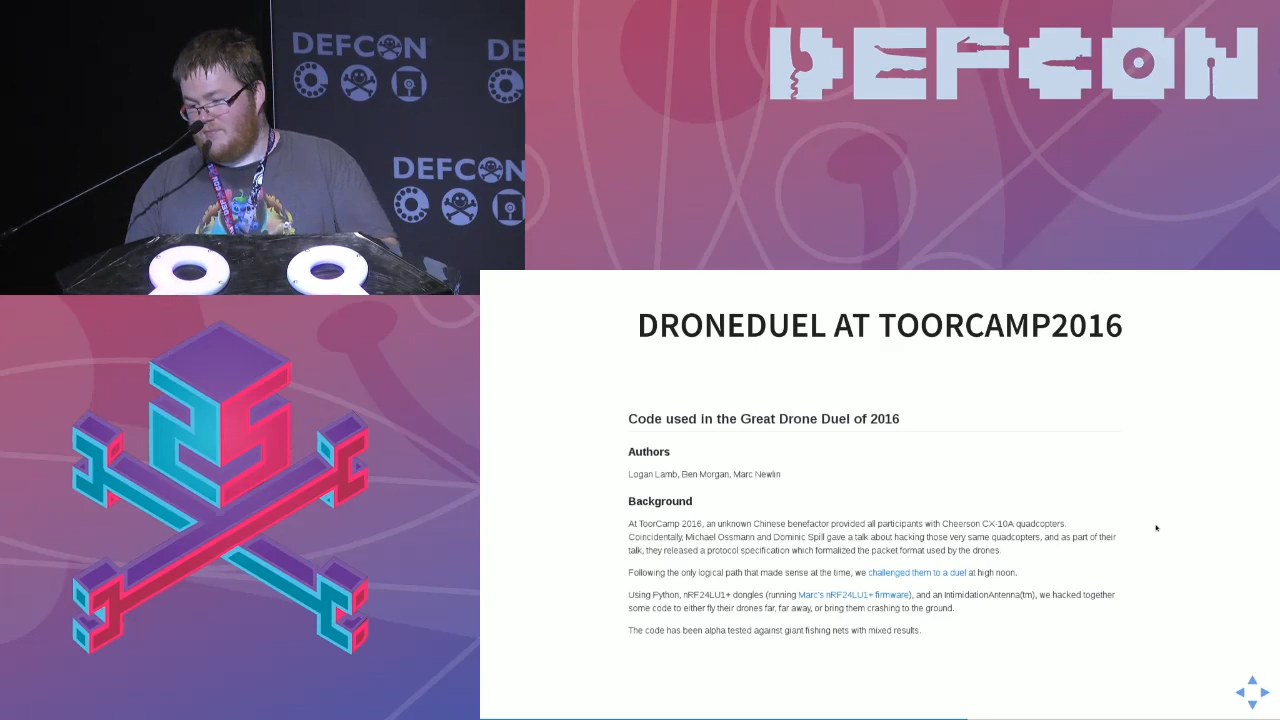 DEFCON
DE
DEFCON
DEFCON
DRONEDUEL AT TOORCAMP2016
Code used in the Great Drone Duel of 2016
Authors
Logan Lamb, Ben Morgan, Marc Newlin
Background
At ToorCamp 2016, an unknown Chinese benefactor provided all participants with Cheerson CX-10A quadcopters.
Coincidentally, Michael Ossmann and Dominic Spill gave a talk about hacking those very same quadcopters, and as part of their
talk, they released a protocol specification which formalized the packet format used by the drones.
Following the only logical path that made sense at the time, we challenged them to a duel at high noon.
Using Python, nRF24LU1+ dongles (running Marc's nRF24LU1+ firmware), and an IntimidationAntenna(tm), we hacked together
some code to either fly their drones far, far away, or bring them crashing to the ground.
The code has been alpha tested against giant fishing nets with mixed results.